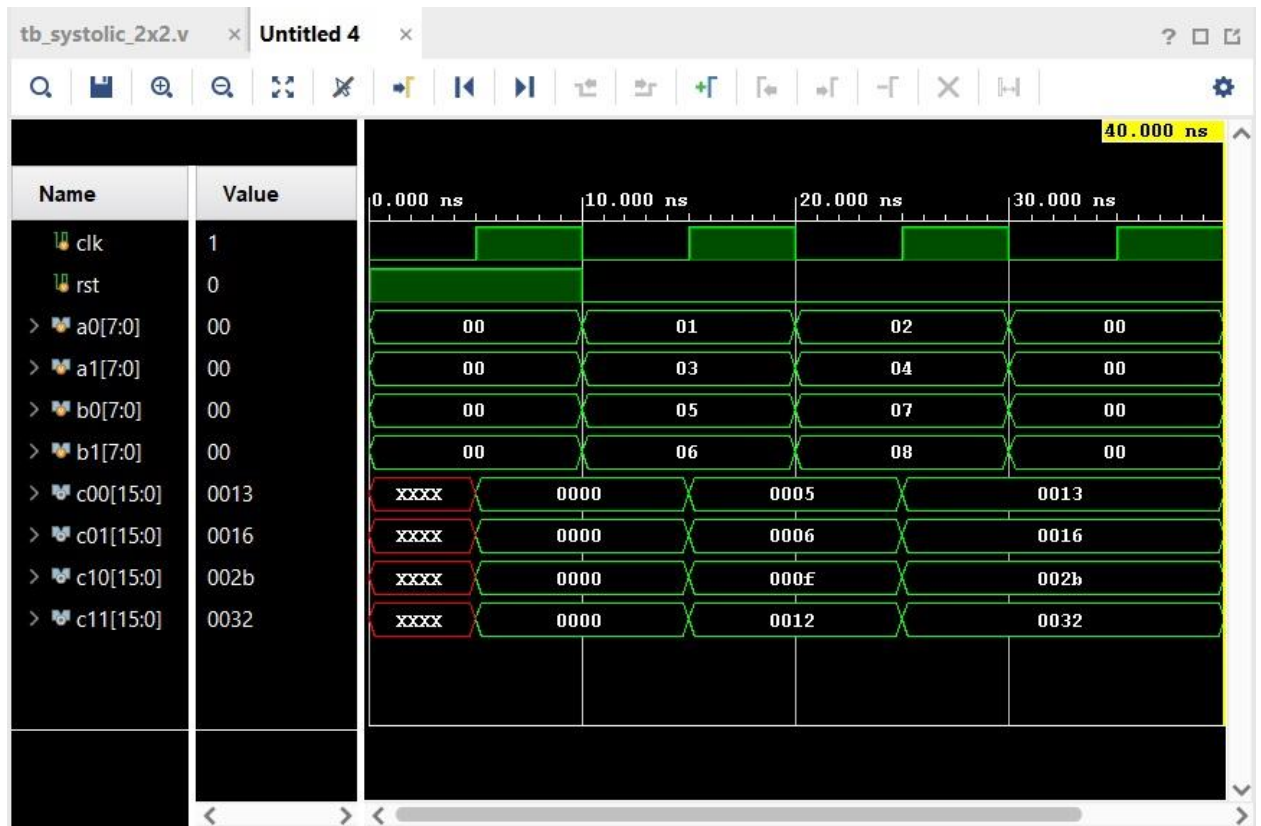 tb_systolic_2x2.v × Untitled 4 × ?
40.000 ns
Name Value 0.000 ns 10.000 ns 20.000 ns 30.000 ns
clk 1
rst 0
a0[7:0] 00 00 01 02 00
a1[7:0] 00 00 03 04 00
b0[7:0] 00 00 05 07 00
b1[7:0] 00 00 06 08 00
c00[15:0] 0013 XXXX 0000 0005 0013
c01[15:0] 0016 XXXX 0000 0006 0016
c10[15:0] 002b XXXX 0000 000f 002b
c11[15:0] 0032 XXXX 0000 0012 0032